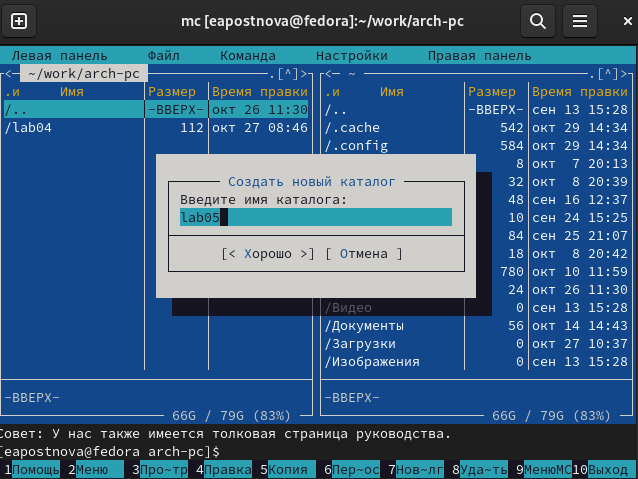 mc [eapostnova@fedora]:~/work/arch-pc
Левая панель Файл Команда Настройки Правая панель
<─ ~/work/arch-pc .[^]>
.и Имя Размер Время правки
/.. -ВВЕРХ- окт 26 11:30
/lab04 112 окт 27 08:46
-ВВЕРХ-
66G / 79G (83%)
<─ ~ .[^]>
.и Имя Размер Время правки
/.. -ВВЕРХ- сен 13 15:28
/.cache 542 окт 29 14:34
/.config 584 окт 29 14:34
8 окт 7 20:13
32 окт 8 20:39
48 сен 16 12:37
10 сен 24 15:25
84 сен 25 21:07
18 окт 8 20:42
780 окт 10 11:59
24 окт 26 11:30
/Видео 0 сен 13 15:28
/Документы 56 окт 14 14:43
/Загрузки 0 окт 27 10:37
/Изображения 0 сен 13 15:28
-ВВЕРХ-
66G / 79G (83%)
Создать новый каталог
Введите имя каталога:
lab05
[< Хорошо >] [ Отмена ]
Совет: У нас также имеется толковая страница руководства.
[eapostnova@fedora arch-pc]$
1Помощь 2Меню 3Про~тр 4Правка 5Копия 6Пер~ос 7Нов~лг 8Уда~ть 9МенюMC 10Выход